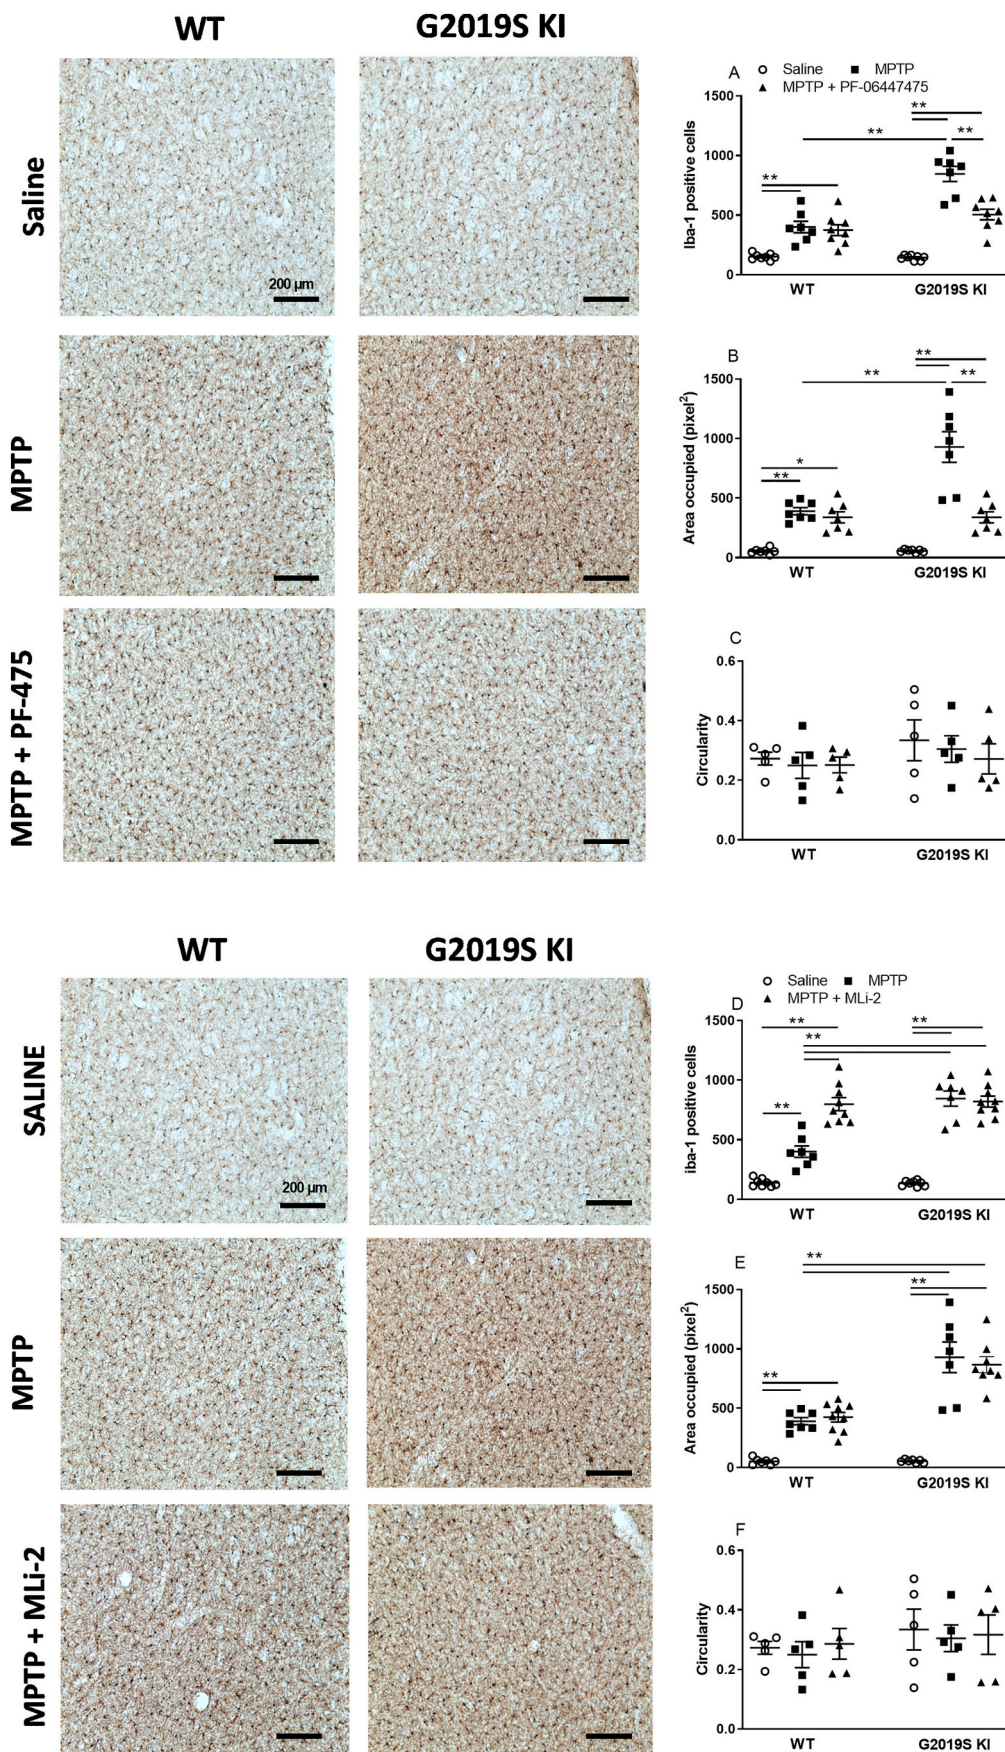 WT G2019S KI
Saline
200 µm
MPTP
MPTP + PF-475
A
Saline MPTP
MPTP + PF-06447475
1500
1000
500
0
Iba-1 positive cells
** ** ** ** **
WT G2019S KI
B
1500
1000
500
0
Area occupied (pixel²)
** ** ** * **
WT G2019S KI
C
0.6
0.4
0.2
0.0
Circularity
WT G2019S KI
WT G2019S KI
SALINE
200 µm
MPTP
MPTP + MLi-2
D
Saline MPTP
MPTP + MLi-2
1500
1000
500
0
iba-1 positive cells
** ** ** **
WT G2019S KI
E
1500
1000
500
0
Area occupied (pixel²)
** ** **
WT G2019S KI
F
0.6
0.4
0.2
0.0
Circularity
WT G2019S KI